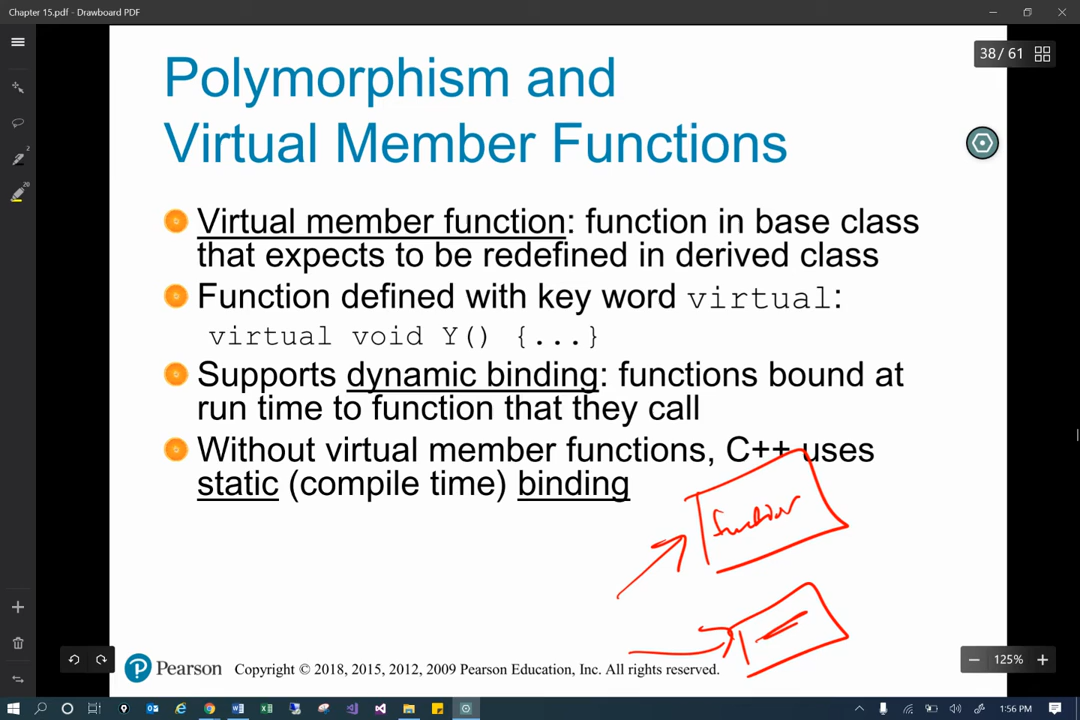 Chapter 15.pdf - Drawboard PDF
38 / 61
Polymorphism and
Virtual Member Functions
Virtual member function: function in base class
that expects to be redefined in derived class
Function defined with key word virtual:
virtual void Y() {...}
Supports dynamic binding: functions bound at
run time to function that they call
Without virtual member functions, C++ uses
static (compile time) binding
function
Pearson
Copyright © 2018, 2015, 2012, 2009 Pearson Education, Inc. All rights reserved.
125%
2
20
1:56 PM